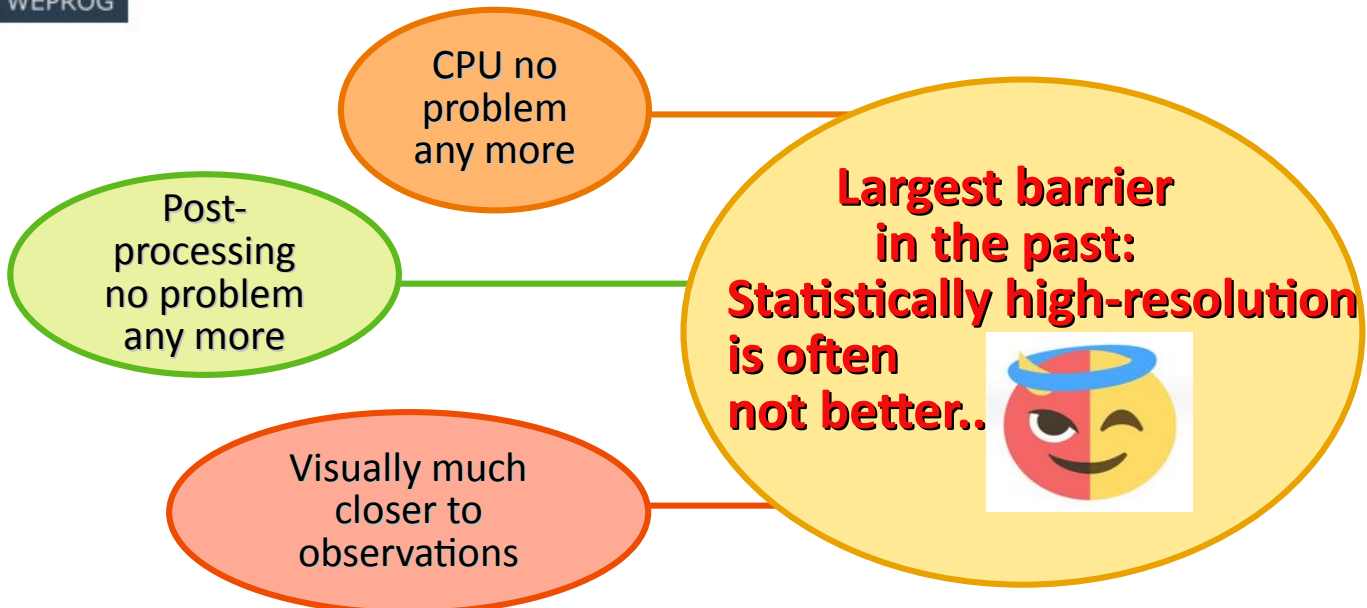 WEPROG
CPU no
problem
any more
Post-
processing
no problem
any more
Visually much
closer to
observations
Largest barrier
in the past:
Statistically high-resolution
is often
not better..